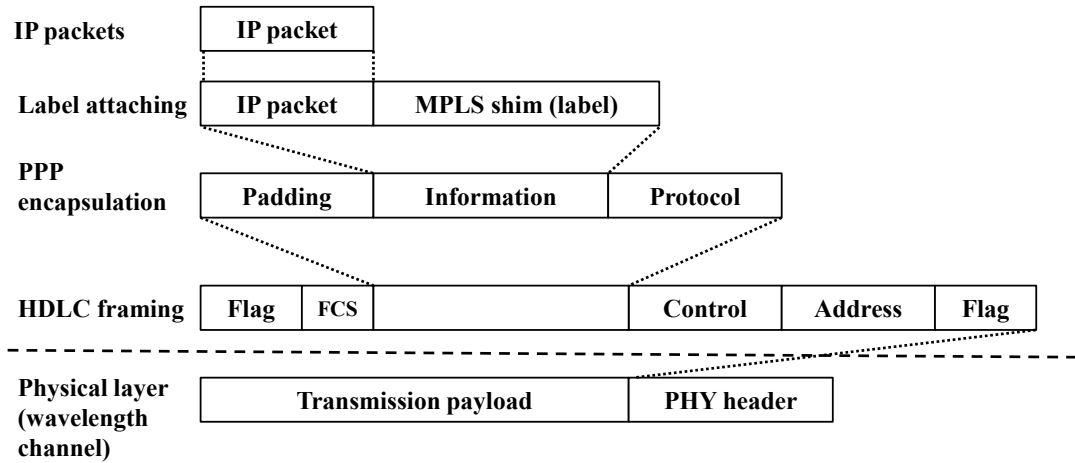 IP packets
IP packet
Label attaching
IP packet
MPLS shim (label)
PPP
encapsulation
Padding
Information
Protocol
HDLC framing
Flag
FCS
Control
Address
Flag
Physical layer
(wavelength
channel)
Transmission payload
PHY header